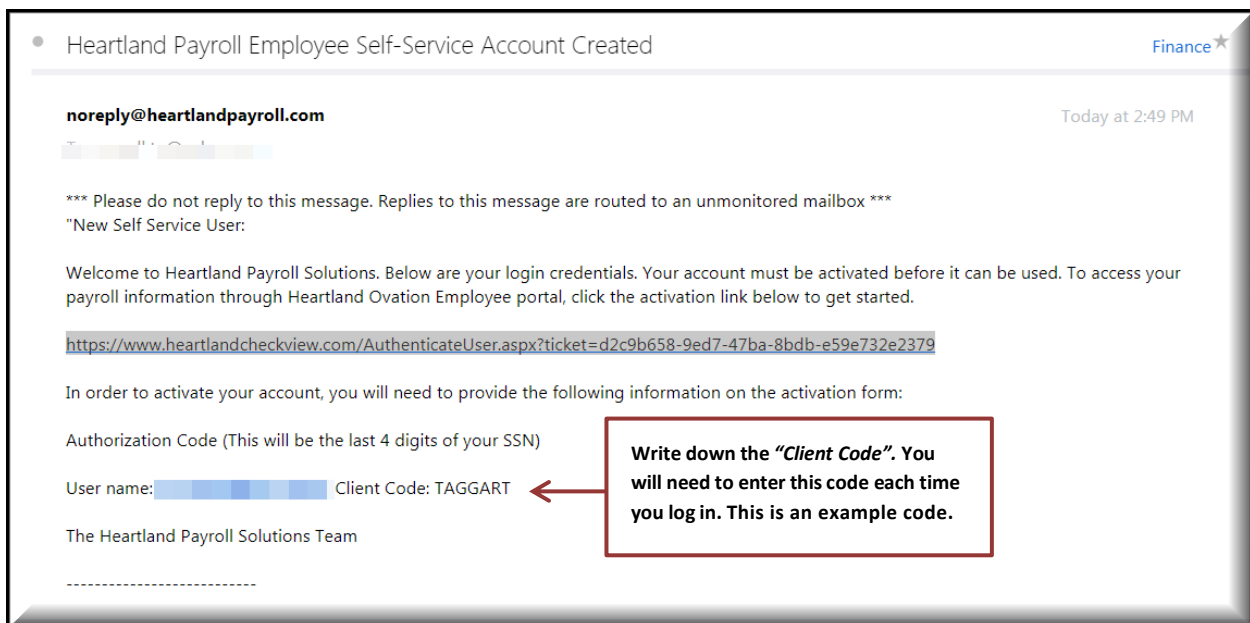 Heartland Payroll Employee Self-Service Account Created
Finance
noreply@heartlandpayroll.com
Today at 2:49 PM
*** Please do not reply to this message. Replies to this message are routed to an unmonitored mailbox ***
"New Self Service User:
Welcome to Heartland Payroll Solutions. Below are your login credentials. Your account must be activated before it can be used. To access your
payroll information through Heartland Ovation Employee portal, click the activation link below to get started.
https://www.heartlandcheckview.com/AuthenticateUser.aspx?ticket=d2c9b658-9ed7-47ba-8bdb-e59e732e2379
In order to activate your account, you will need to provide the following information on the activation form:
Authorization Code (This will be the last 4 digits of your SSN)
User name: Client Code: TAGGART
Write down the "Client Code". You
will need to enter this code each time
you log in. This is an example code.
The Heartland Payroll Solutions Team
--------------------------